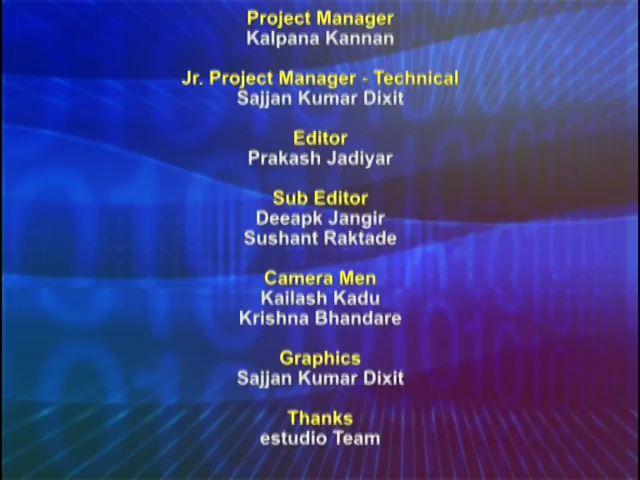 Project Manager
Kalpana Kannan
Jr. Project Manager - Technical
Sajjan Kumar Dixit
Editor
Prakash Jadiyar
Sub Editor
Deeapk Jangir
Sushant Raktade
Camera Men
Kailash Kadu
Krishna Bhandare
Graphics
Sajjan Kumar Dixit
Thanks
estudio Team